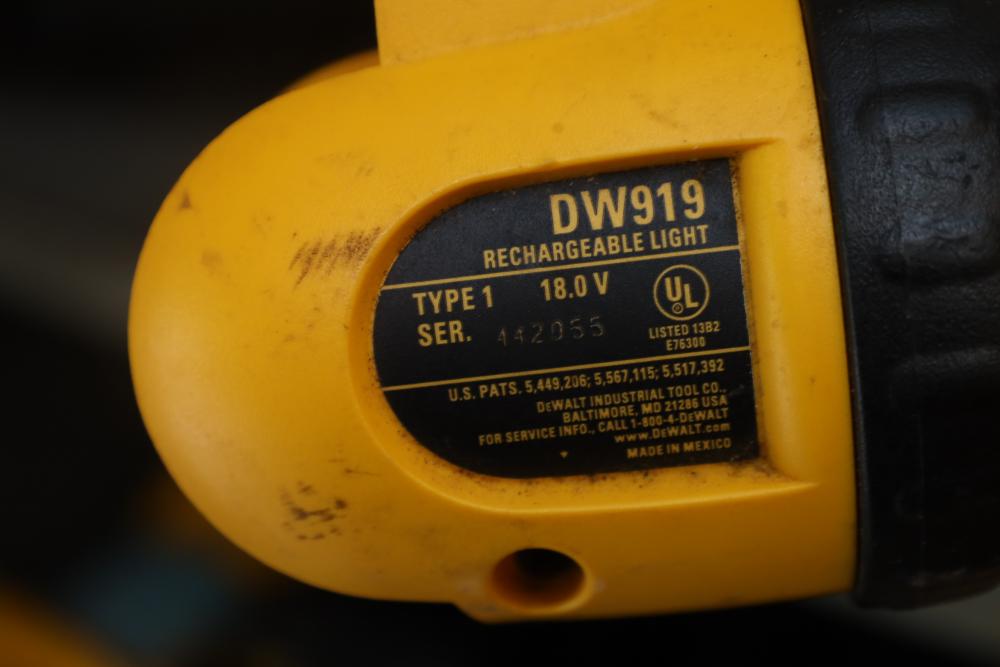 DW919
RECHARGEABLE LIGHT
TYPE 1 18.0 V
SER. 442055
UL
LISTED 13B2
E76300
U.S. PATS. 5,449,206; 5,567,115; 5,517,392
DEWALT INDUSTRIAL TOOL CO.,
BALTIMORE, MD 21286 USA
FOR SERVICE INFO., CALL 1-800-4-DEWALT
www.DEWALT.com
MADE IN MEXICO